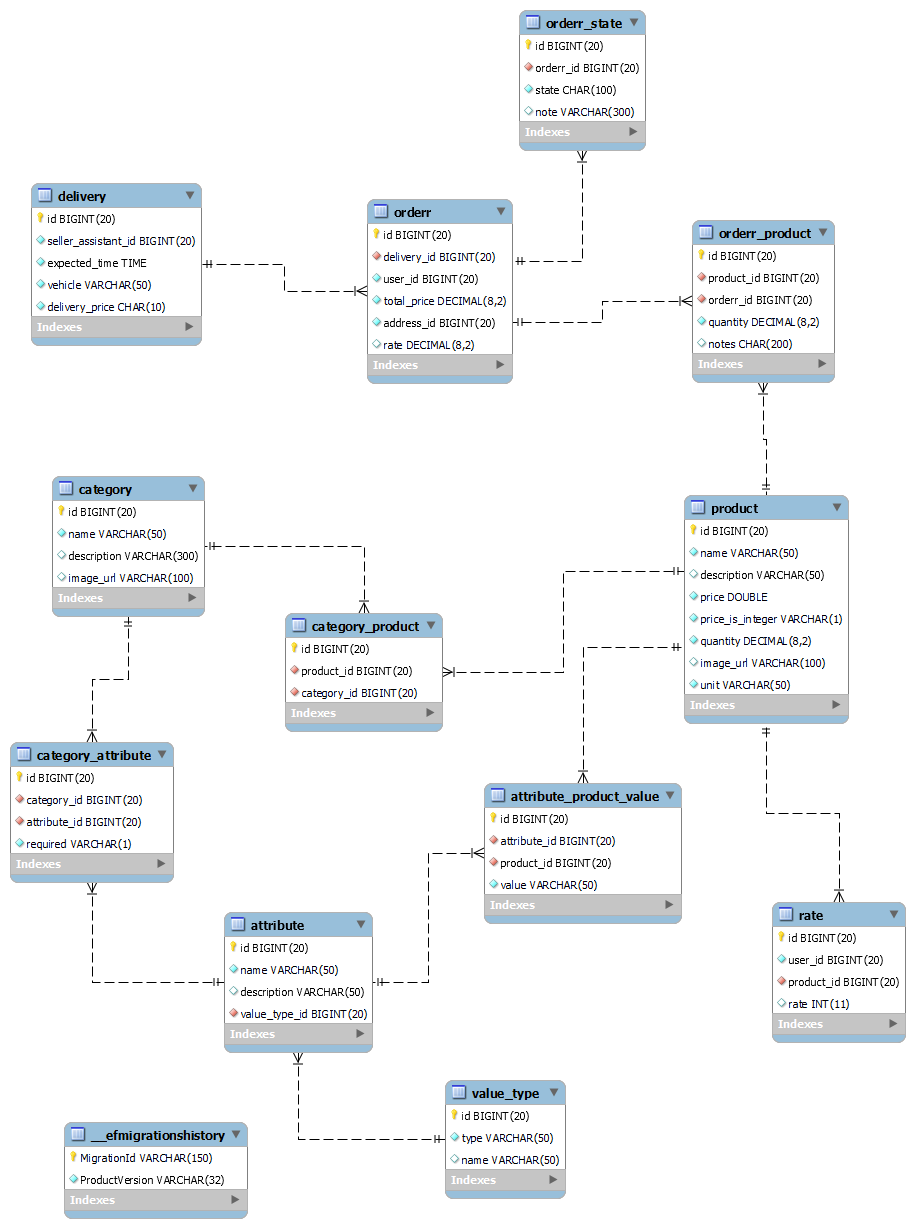 orderr_state
id BIGINT(20)
orderr_id BIGINT(20)
state CHAR(100)
note VARCHAR(300)
Indexes
delivery
id BIGINT(20)
seller_assistant_id BIGINT(20)
expected_time TIME
vehicle VARCHAR(50)
delivery_price CHAR(10)
Indexes
orderr
id BIGINT(20)
delivery_id BIGINT(20)
user_id BIGINT(20)
total_price DECIMAL(8,2)
address_id BIGINT(20)
rate DECIMAL(8,2)
Indexes
orderr_product
id BIGINT(20)
product_id BIGINT(20)
orderr_id BIGINT(20)
quantity DECIMAL(8,2)
notes CHAR(200)
Indexes
category
id BIGINT(20)
name VARCHAR(50)
description VARCHAR(300)
image_url VARCHAR(100)
Indexes
product
id BIGINT(20)
name VARCHAR(50)
description VARCHAR(50)
price DOUBLE
price_is_integer VARCHAR(1)
quantity DECIMAL(8,2)
image_url VARCHAR(100)
unit VARCHAR(50)
Indexes
category_product
id BIGINT(20)
product_id BIGINT(20)
category_id BIGINT(20)
Indexes
category_attribute
id BIGINT(20)
category_id BIGINT(20)
attribute_id BIGINT(20)
required VARCHAR(1)
Indexes
attribute_product_value
id BIGINT(20)
attribute_id BIGINT(20)
product_id BIGINT(20)
value VARCHAR(50)
Indexes
attribute
id BIGINT(20)
name VARCHAR(50)
description VARCHAR(50)
value_type_id BIGINT(20)
Indexes
rate
id BIGINT(20)
user_id BIGINT(20)
product_id BIGINT(20)
rate INT(11)
Indexes
value_type
id BIGINT(20)
type VARCHAR(50)
name VARCHAR(50)
Indexes
__efmigrationshistory
MigrationId VARCHAR(150)
ProductVersion VARCHAR(32)
Indexes